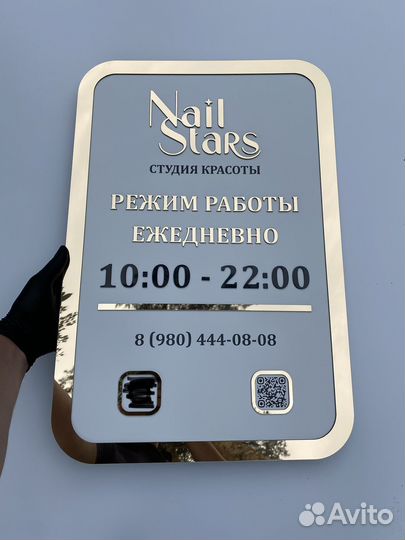 Nail
Stars
СТУДИЯ КРАСОТЫ
РЕЖИМ РАБОТЫ
ЕЖЕДНЕВНО
10:00 - 22:00
8 (980) 444-08-08
Avito